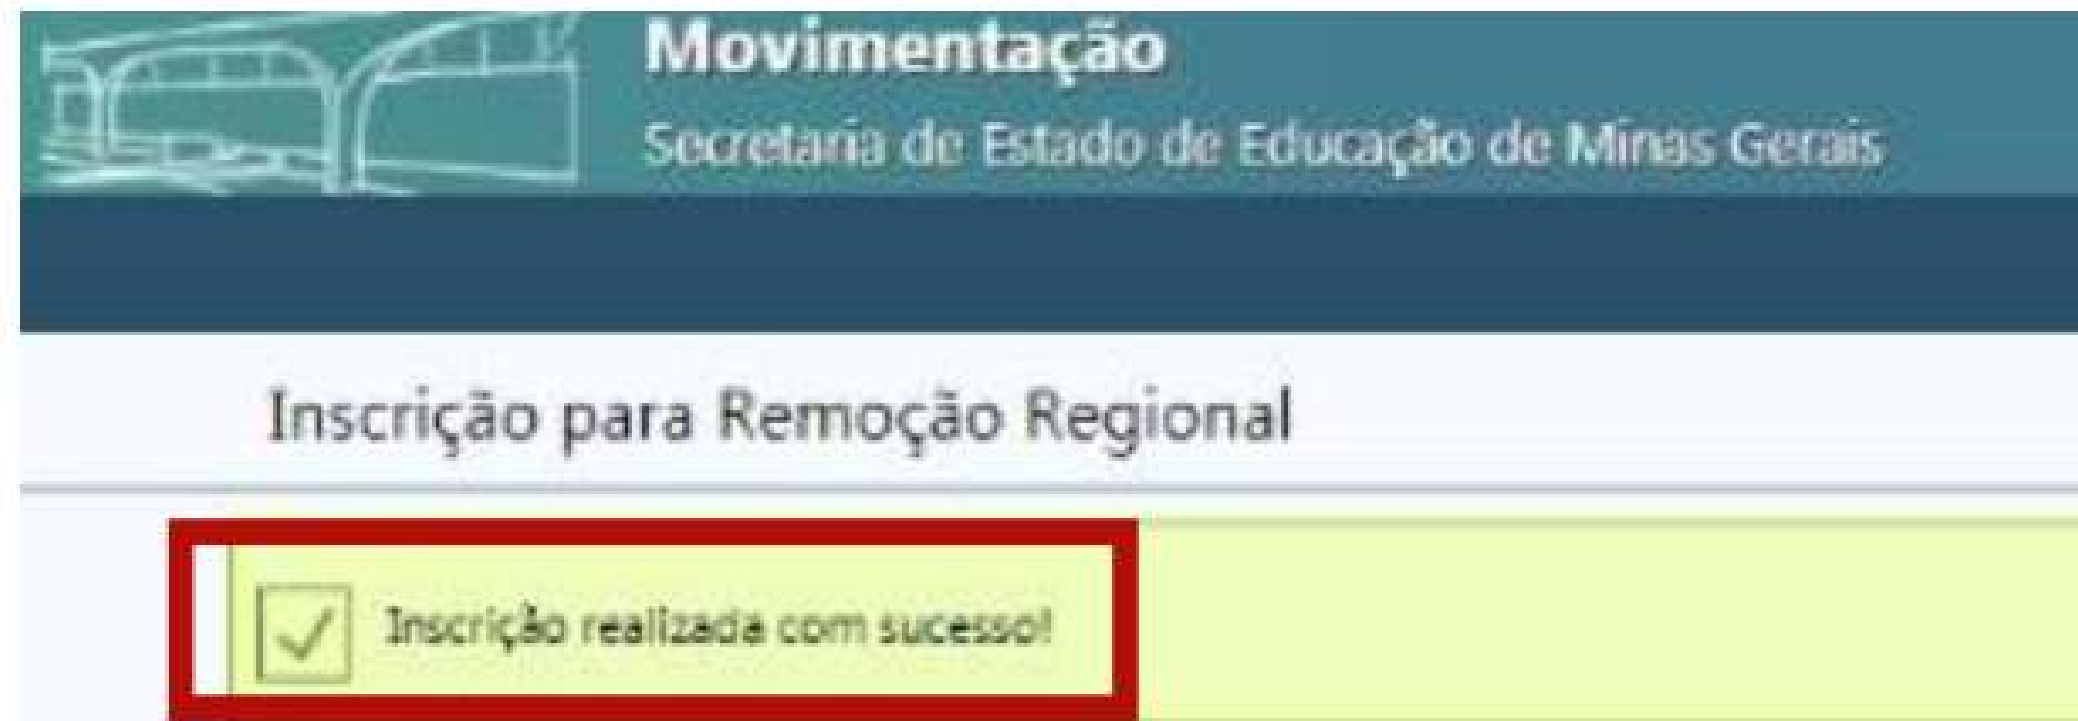 Movimentação
Secretaria de Estado de Educação de Minas Gerais
Inscrição para Remoção Regional
Inscrição realizada com sucesso!